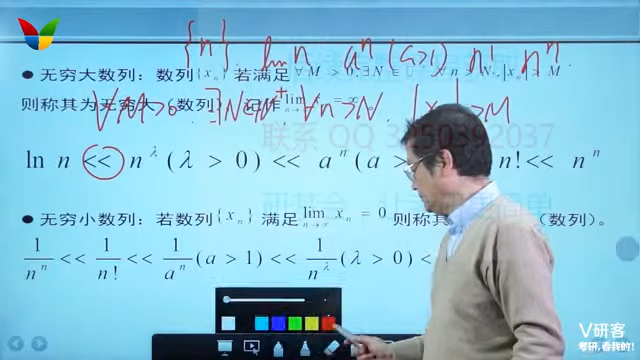 {n} ln n aⁿ (a>1) n! nⁿ
● 无穷大数列：数列{xₙ}若满足∀M > 0,∃N ∈ ∀n > N, |xₙ| > M
则称其为无穷大 数列) 记 lim n→∞ = ∞ 。
∀M>0. ∃N∈N⁺ ∀n>N. |x >M
联系 QQ 3250392037
ln n << n^λ (λ > 0) << aⁿ (a > n! << nⁿ
● 无穷小数列：若数列{xₙ}满足 lim n→∞ xₙ = 0 则称其 (数列)。
1/nⁿ << 1/n! << 1/aⁿ (a > 1) << 1/n^λ (λ > 0) <
V研客
考研,看我的!